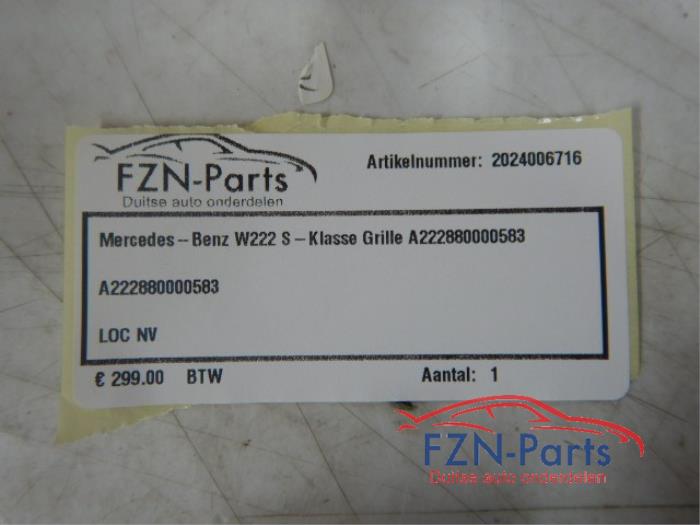 FZN-Parts
Duitse auto onderdelen
Artikelnummer: 2024006716
Mercedes-Benz W222 S-Klasse Grille A222880000583
A222880000583
LOC NV
€ 299.00 BTW Aantal: 1
FZN-Parts
Duitse auto onderdelen